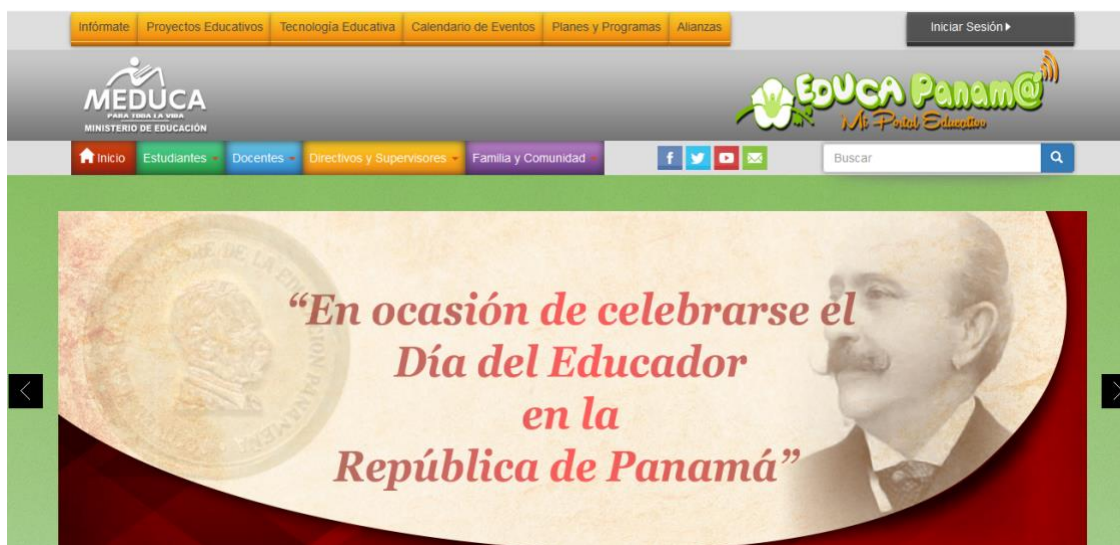 Infórmate Proyectos Educativos Tecnología Educativa Calendario de Eventos Planes y Programas Alianzas Iniciar Sesión
MEDUCA
PARA TODA LA VIDA
MINISTERIO DE EDUCACIÓN
EDUCA Panam@
Mi Portal Educativo
Inicio Estudiantes Docentes Directivos y Supervisores Familia y Comunidad Buscar
“En ocasión de celebrarse el
Día del Educador
en la
República de Panamá”